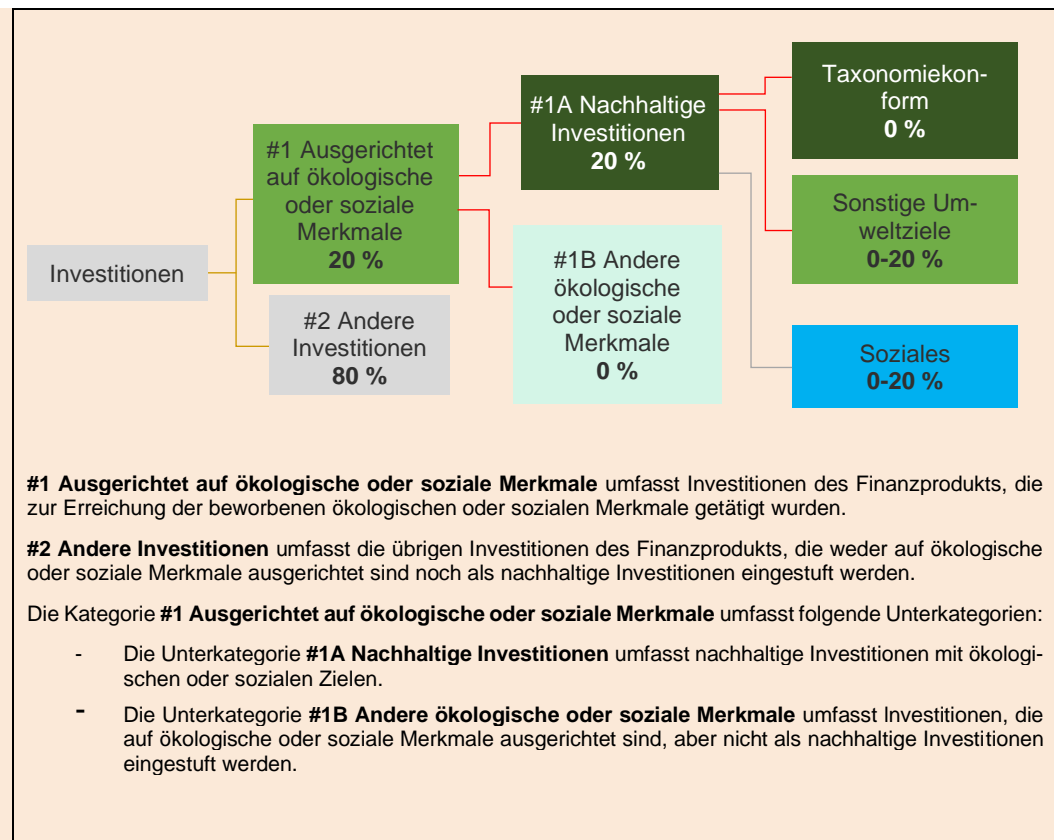 Investitionen
#1 Ausgerichtet
auf ökologische
oder soziale
Merkmale
20 %
#2 Andere
Investitionen
80 %
#1A Nachhaltige
Investitionen
20 %
#1B Andere
ökologische
oder soziale
Merkmale
0 %
Taxonomiekon-
form
0 %
Sonstige Um-
weltziele
0-20 %
Soziales
0-20 %
#1 Ausgerichtet auf ökologische oder soziale Merkmale umfasst Investitionen des Finanzprodukts, die
zur Erreichung der beworbenen ökologischen oder sozialen Merkmale getätigt wurden.
#2 Andere Investitionen umfasst die übrigen Investitionen des Finanzprodukts, die weder auf ökologische
oder soziale Merkmale ausgerichtet sind noch als nachhaltige Investitionen eingestuft werden.
Die Kategorie #1 Ausgerichtet auf ökologische oder soziale Merkmale umfasst folgende Unterkategorien:
- Die Unterkategorie #1A Nachhaltige Investitionen umfasst nachhaltige Investitionen mit ökologi-
schen oder sozialen Zielen.
- Die Unterkategorie #1B Andere ökologische oder soziale Merkmale umfasst Investitionen, die
auf ökologische oder soziale Merkmale ausgerichtet sind, aber nicht als nachhaltige Investitionen
eingestuft werden.